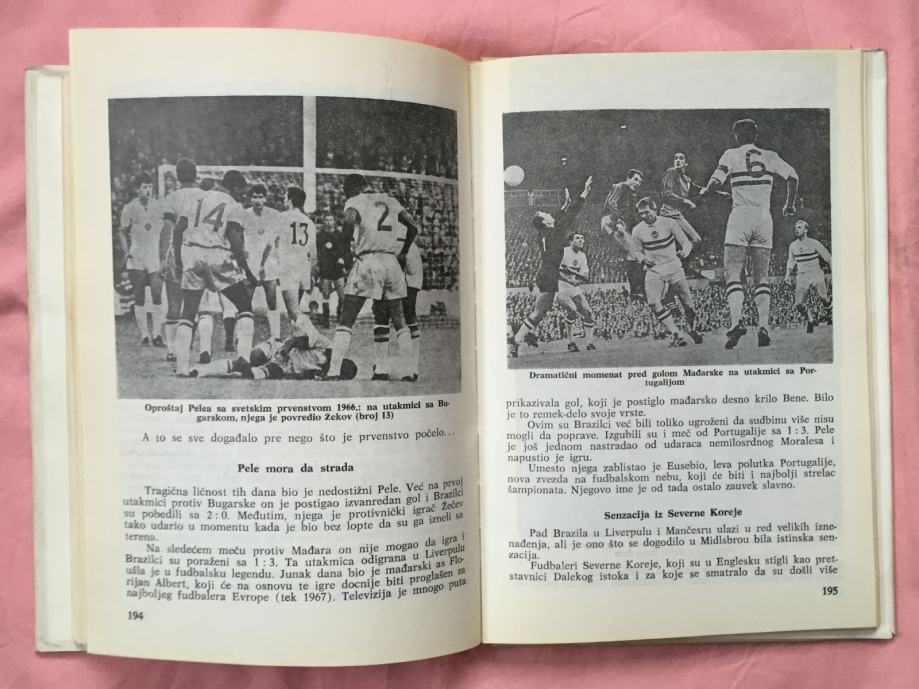 14
13
2
Oproštaj Pelea sa svetskim prvenstvom 1966,: na utakmici sa Bu-
garskom, njega je povredio Žekov (broj 13)
A to se sve događalo pre nego što je prvenstvo počelo...
Pele mora da strada
Tragična ličnost tih dana bio je nedostižni Pele. Već na prvoj
utakmici protiv Bugarske on je postigao izvanredan gol i Brazilci
su pobedili sa 2:0. Međutim, njega je protivnički igrač Žečev
tako udario u momentu kada je bio bez lopte da su ga izneli sa
terena.
Na sledećem meču protiv Mađara on nije mogao da igra i
Brazilci su poraženi sa 1:3. Ta utakmica odigrana u Liverpulu
ušla je u fudbalsku legendu. Junak dana bio je mađarski as Flo-
rijan Albert, koji će na osnovu te igre docnije biti proglašen za
najboljeg fudbalera Evrope (tek 1967). Televizija je mnogo puta
194
6
Dramatični momenat pred golom Mađarske na utakmici sa Por-
tugalijom
prikazivala gol, koji je postiglo mađarsko desno krilo Bene. Bilo
je to remek-delo svoje vrste.
Ovim su Brazilci već bili toliko ugroženi da sudbinu više nisu
mogli da poprave. Izgubili su i meč od Portugalije sa 1:3. Pele
je još jednom nastradao od udaraca nemilosrdnog Moralesa i
napustio je igru.
Umesto njega zablistao je Eusebio, leva polutka Portugalije,
nova zvezda na fudbalskom nebu, koji će biti i najbolji strelac
šampionata. Njegovo ime je od tada ostalo zauvek slavno.
Senzacija iz Severne Koreje
Pad Brazila u Liverpulu i Mančesru ulazi u red velikih izne-
nađenja, ali je ono što se dogodilo u Midlsbrou bila istinska sen-
zacija.
Fudbaleri Severne Koreje, koji su u Englesku stigli kao pret-
stavnici Dalekog istoka i za koje se smatralo da su došli više
195